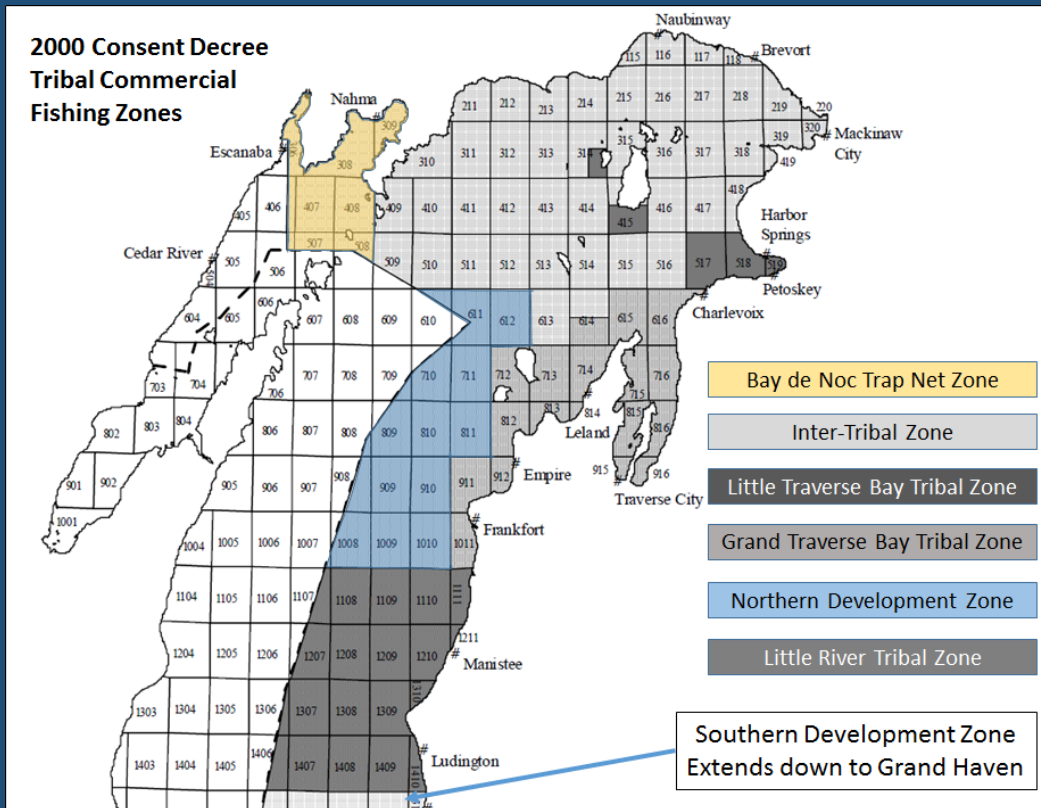 2000 Consent Decree
Tribal Commercial
Fishing Zones
Naubinway
#
Brevort
#
115 116 117 118
Nahma
#
309
211 212 213 214 215 216 217 218 219 220
Escanaba
#
308 310 311 312 313 314 315 316 317 318 319 320
#
Mackinaw
City
419
405 406 407 408 409 410 411 412 413 414 415 416 417 418
Harbor
Springs
#
Cedar River
#
504 505 506 507 508 509 510 511 512 513 514 515 516 517 518 519
#
Petoskey
#
Charlevoix
604 605 606 607 608 609 610 611 612 613 614 615 616
703 704 706 707 708 709 710 711 712 713 714 715 716
Bay de Noc Trap Net Zone
802 803 804 806 807 808 809 810 811 812 813 814 815 816
#
Leland
Inter-Tribal Zone
901 902 905 906 907 908 909 910 911 912 915 916
#
Empire
#
Traverse City
Little Traverse Bay Tribal Zone
1001 1004 1005 1006 1007 1008 1009 1010 1011
#
Frankfort
Grand Traverse Bay Tribal Zone
1104 1105 1106 1107 1108 1109 1110 1111
Northern Development Zone
1204 1205 1206 1207 1208 1209 1210 1211
#
Manistee
Little River Tribal Zone
1303 1304 1305 1306 1307 1308 1309 1310
1403 1404 1405 1406 1407 1408 1409 1410
#
Ludington
Southern Development Zone
Extends down to Grand Haven
#